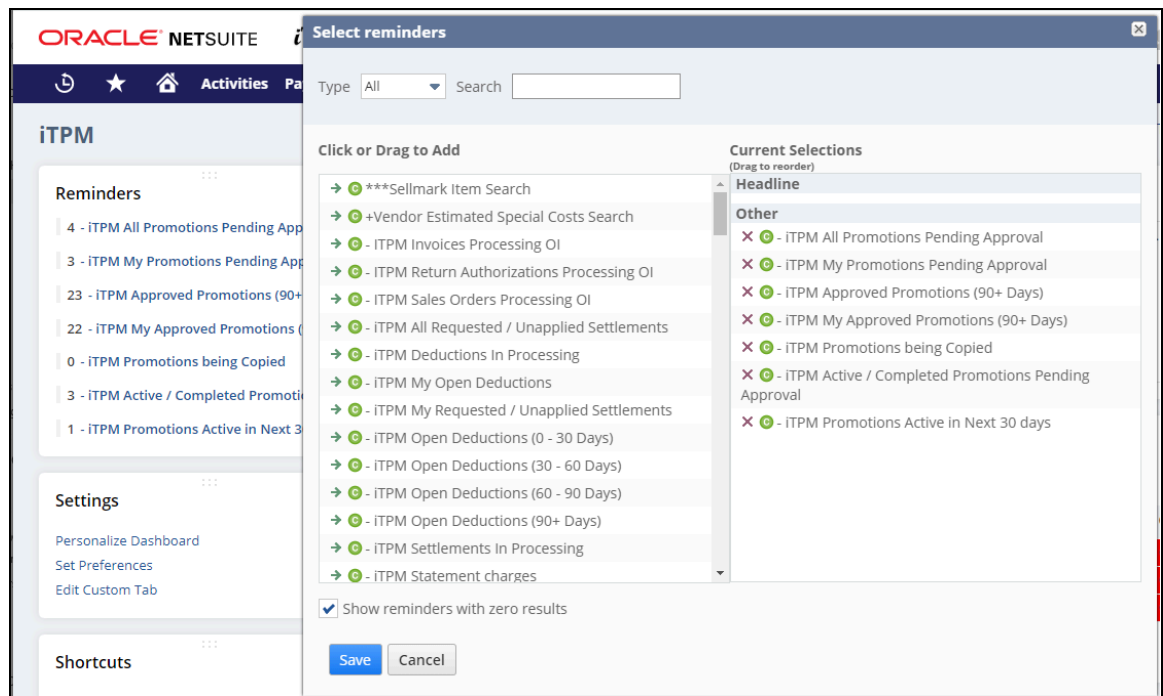 ORACLE NETSUITE
Activities
iTPM
Reminders
4 - iTPM All Promotions Pending
3 - iTPM My Promotions Pending
23 - iTPM Approved Promotions (90+
22 - iTPM My Approved Promotions (
0 - iTPM Promotions being Copied
3 - iTPM Active / Completed
1 - iTPM Promotions Active in Next 3
Settings
Personalize Dashboard
Set Preferences
Edit Custom Tab
Shortcuts
Select reminders
Type All Search
Click or Drag to Add
***Sellmark Item Search
+Vendor Estimated Special Costs Search
- ITPM Invoices Processing OI
- ITPM Return Authorizations Processing OI
- ITPM Sales Orders Processing OI
- iTPM All Requested / Unapplied Settlements
- iTPM Deductions In Processing
- iTPM My Open Deductions
- iTPM My Requested / Unapplied Settlements
- iTPM Open Deductions (0 - 30 Days)
- iTPM Open Deductions (30 - 60 Days)
- iTPM Open Deductions (60 - 90 Days)
- iTPM Open Deductions (90+ Days)
- iTPM Settlements In Processing
- iTPM Statement charges
Current Selections
(Drag to reorder)
Headline
Other
- iTPM All Promotions Pending Approval
- iTPM My Promotions Pending Approval
- iTPM Approved Promotions (90+ Days)
- iTPM My Approved Promotions (90+ Days)
- iTPM Promotions being Copied
- iTPM Active / Completed Promotions Pending
Approval
- iTPM Promotions Active in Next 30 days
Show reminders with zero results
Save
Cancel